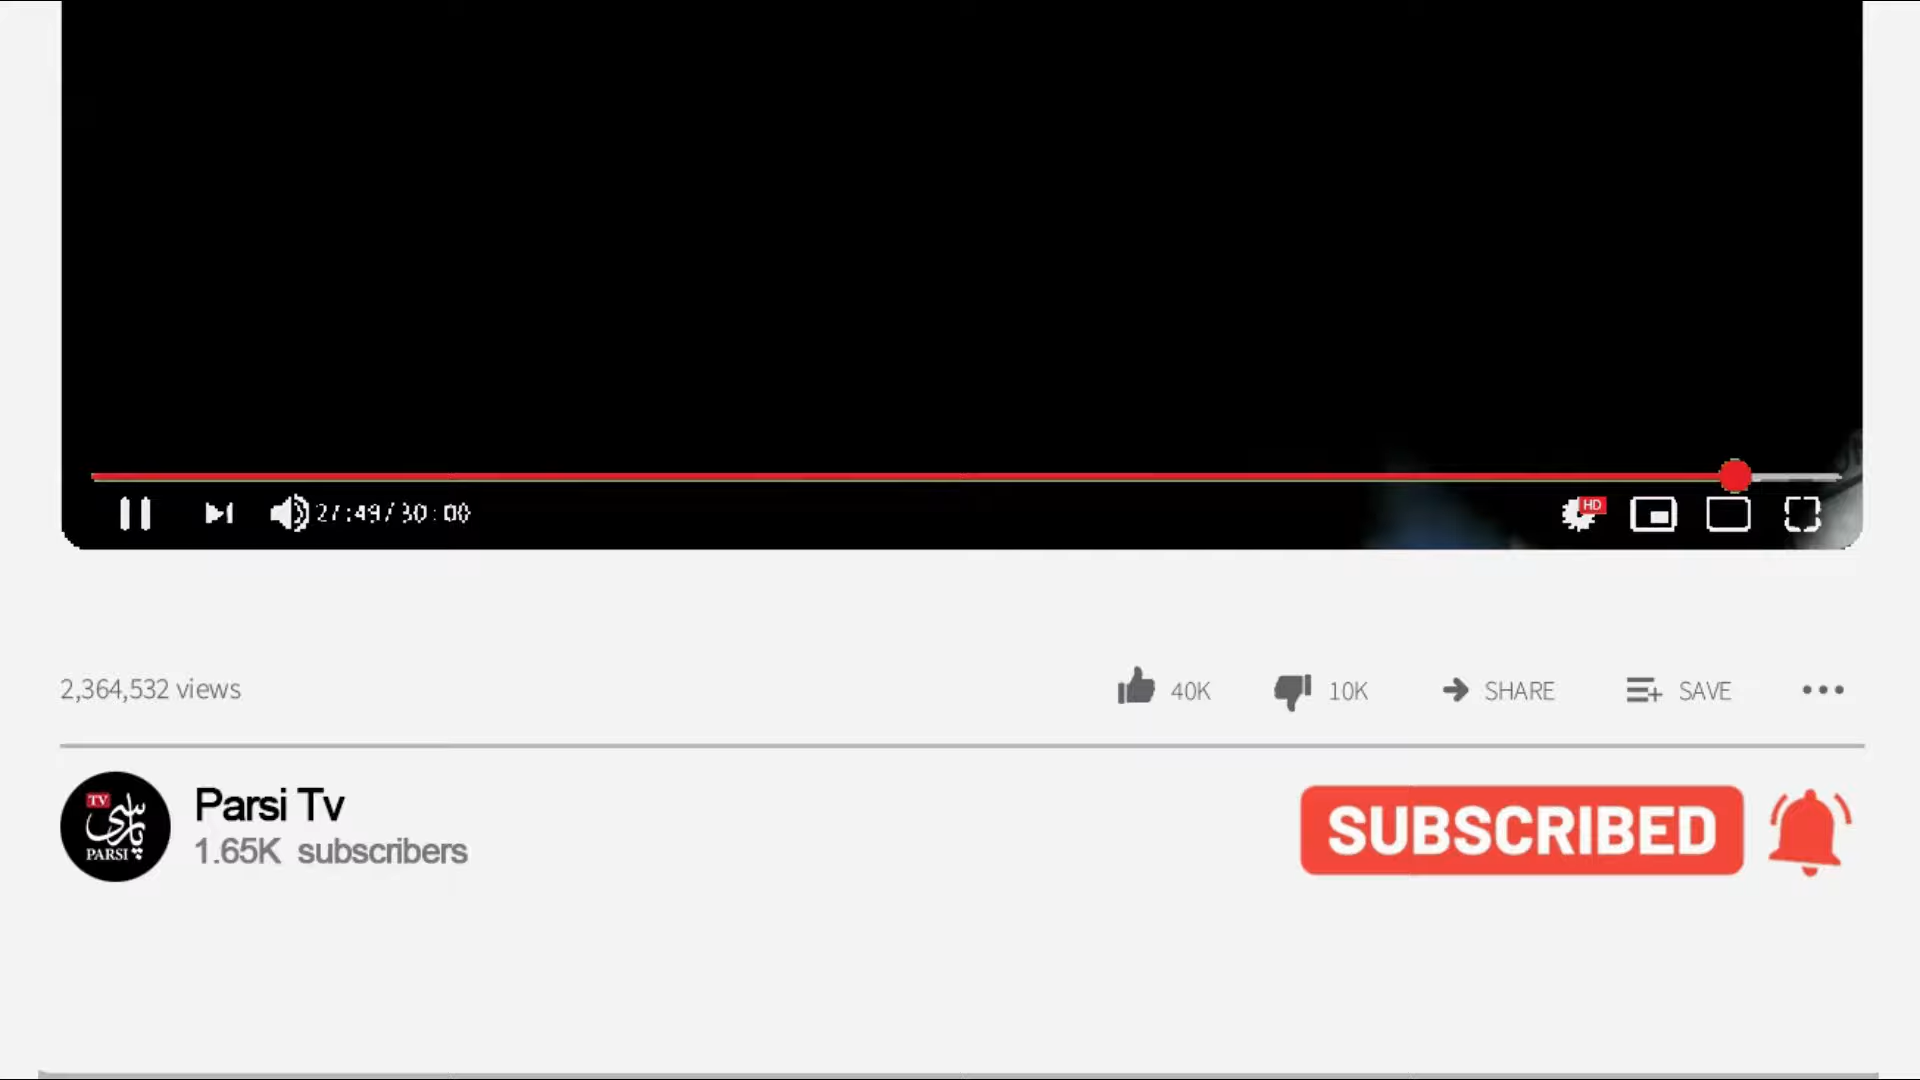 27:49/30:00
HD
2,364,532 views
40K
10K
SHARE
SAVE
TV
پارسی
PARSI
Parsi Tv
1.65K subscribers
SUBSCRIBED